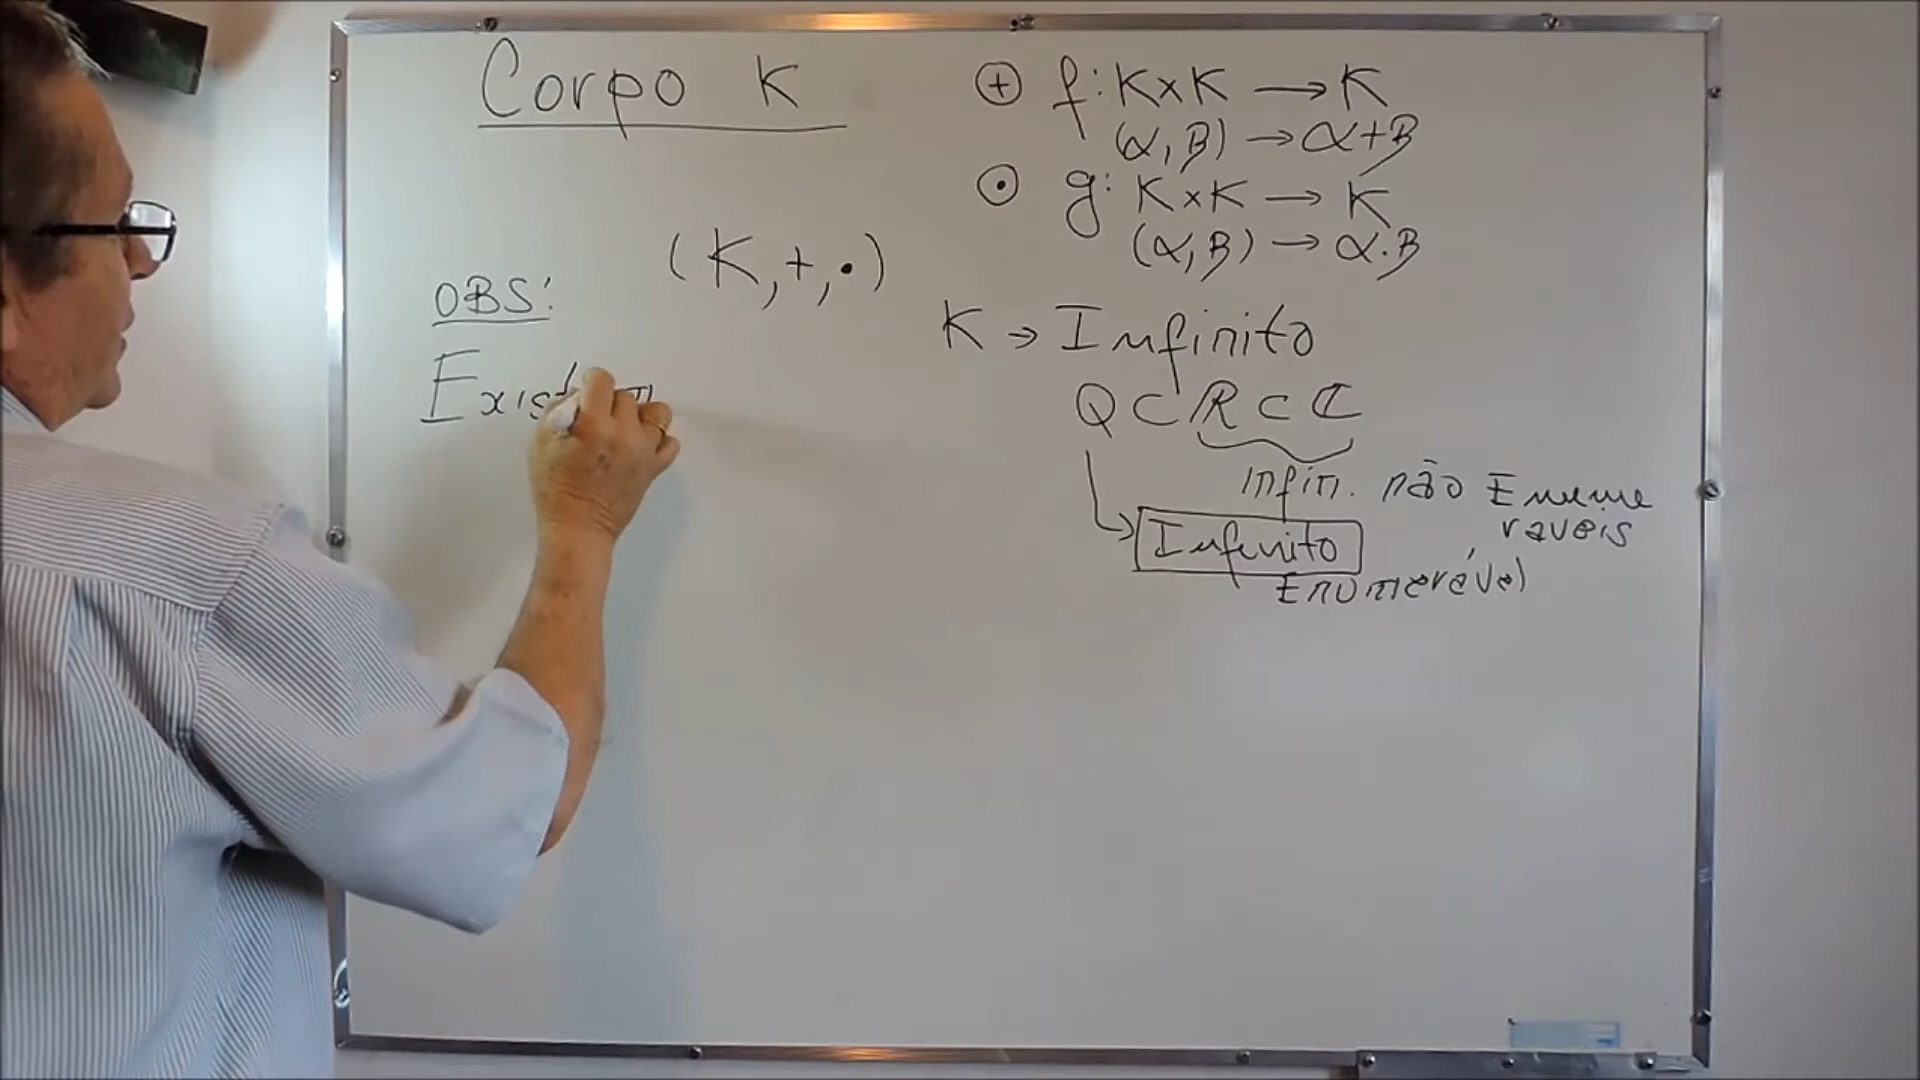 Corpo K
⊕ f: K×K → K
(α, B) → α+B
⊙ g: K×K → K
(α, B) → α.B
(K, +, •)
OBS:
K → Infinito
Q ⊂ ℝ ⊂ ℂ
infin. não Enume
raveis
Infinito
Enumerável